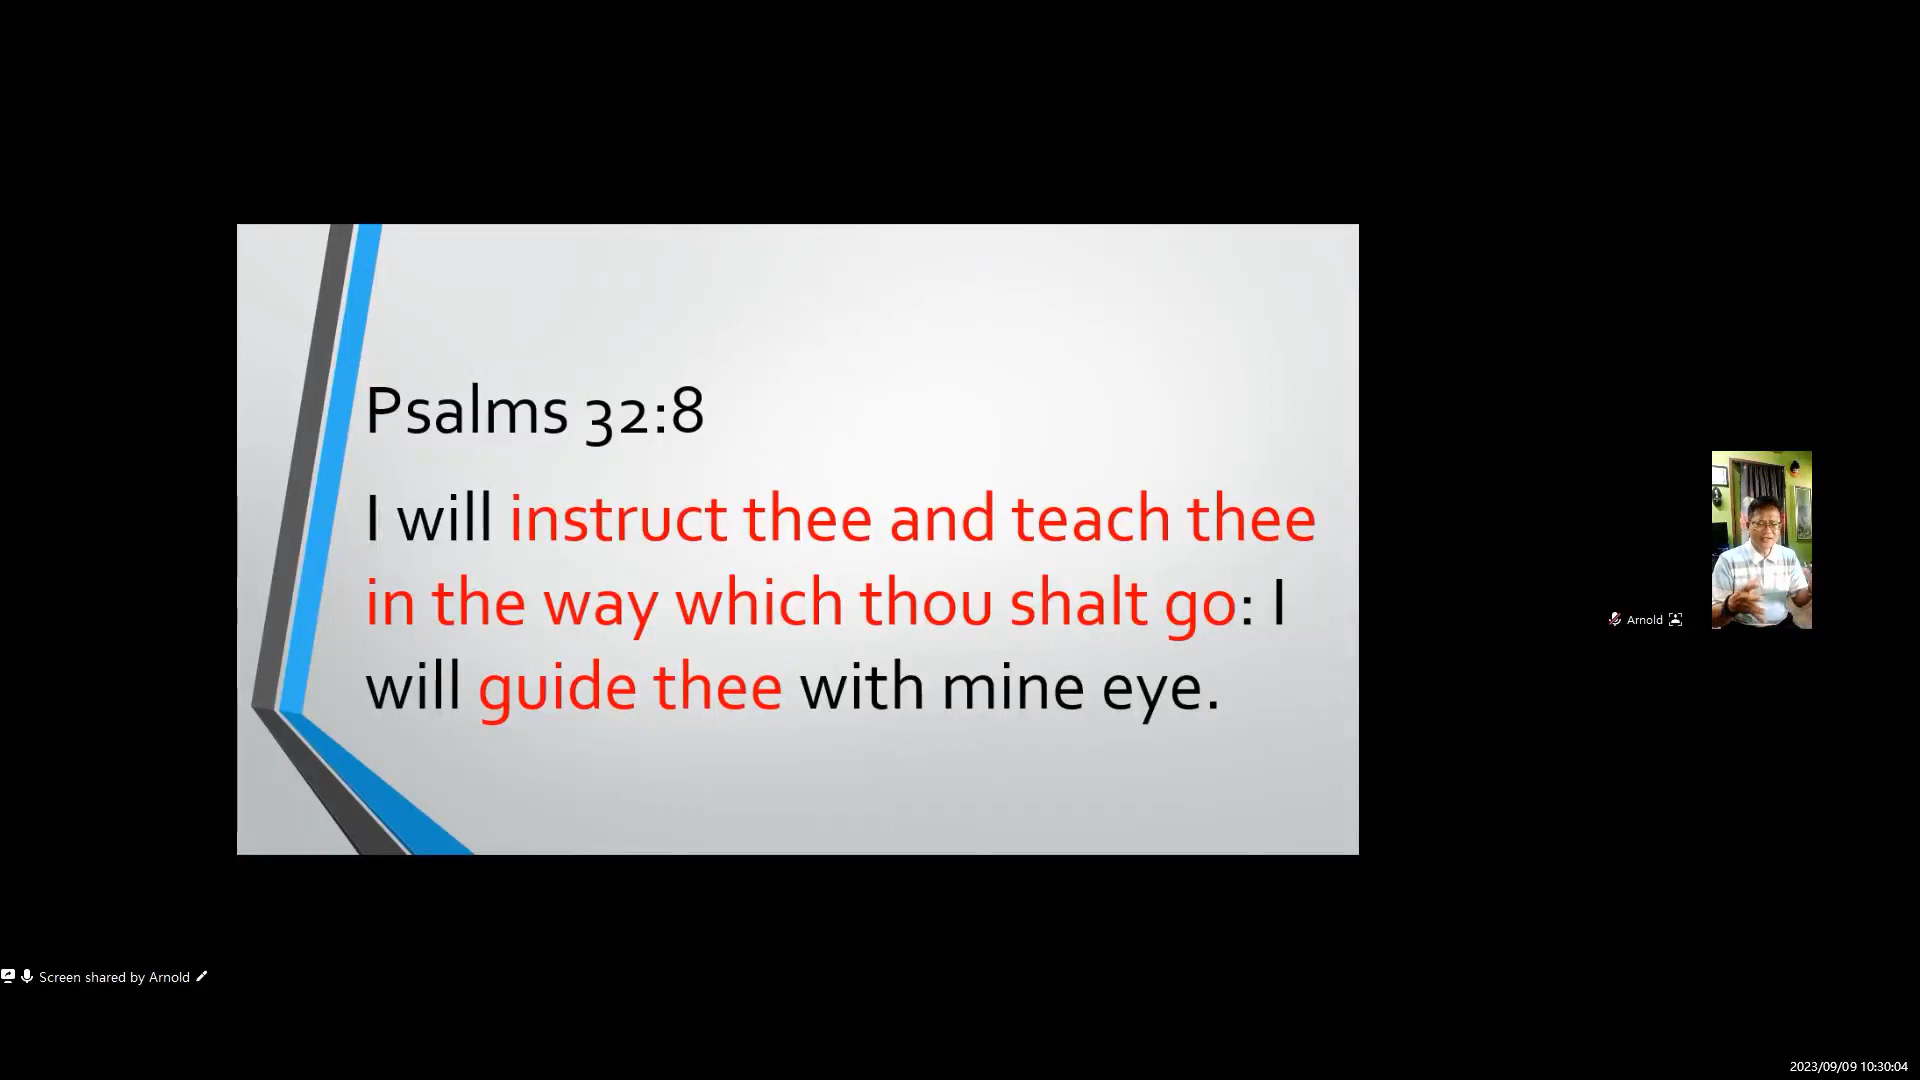 Psalms 32:8
I will instruct thee and teach thee
in the way which thou shalt go: I
will guide thee with mine eye.
Arnold
Screen shared by Arnold
2023/09/09 10:30:04